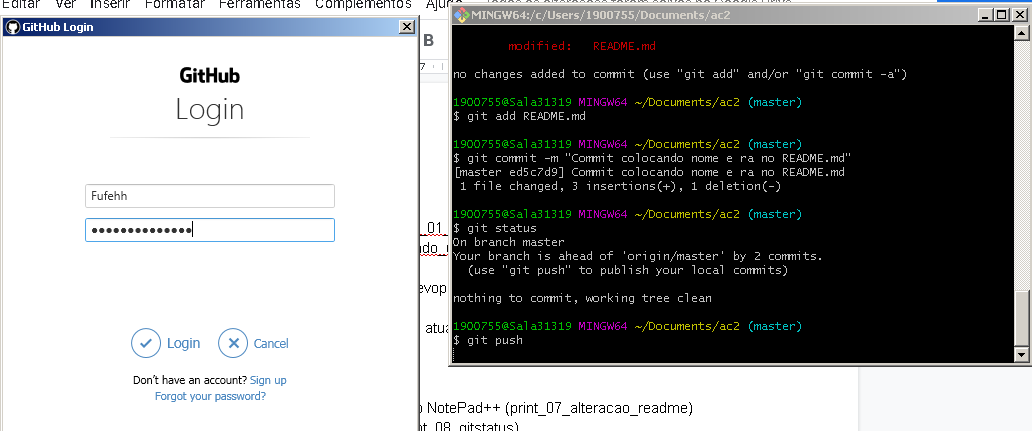 Editar Ver Inserir Formatar Ferramentas Complementos
GitHub Login
GitHub
Login
Fufehh
Login
Cancel
Don't have an account? Sign up
Forgot your password?
B
7
_01_
evop
atua
NotePad++ (print_07_alteracao_readme)
nt_08_gitstatus)
MINGW64:/c/Users/1900755/Documents/ac2
modified: README.md
no changes added to commit (use "git add" and/or "git commit -a")
1900755@Sala31319 MINGW64 ~/Documents/ac2 (master)
$ git add README.md
1900755@Sala31319 MINGW64 ~/Documents/ac2 (master)
$ git commit -m "Commit colocando nome e ra no README.md"
[master ed5c7d9] Commit colocando nome e ra no README.md
1 file changed, 3 insertions(+), 1 deletion(-)
1900755@Sala31319 MINGW64 ~/Documents/ac2 (master)
$ git status
On branch master
Your branch is ahead of 'origin/master' by 2 commits.
(use "git push" to publish your local commits)
nothing to commit, working tree clean
1900755@Sala31319 MINGW64 ~/Documents/ac2 (master)
$ git push